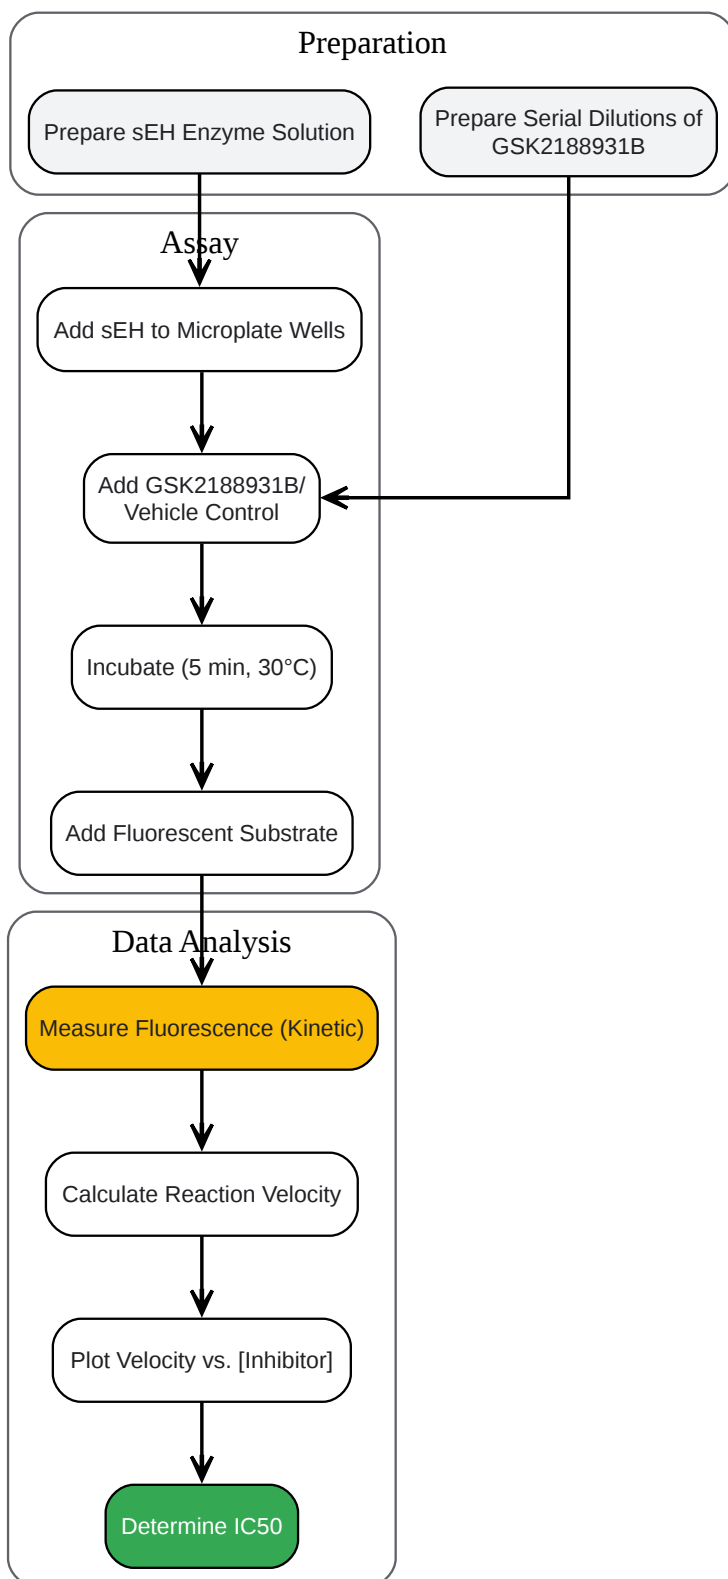 Preparation
Prepare sEH Enzyme Solution
Prepare Serial Dilutions of
GSK2188931B
Assay
Add sEH to Microplate Wells
Add GSK2188931B/
Vehicle Control
Incubate (5 min, 30°C)
Add Fluorescent Substrate
Data Analysis
Measure Fluorescence (Kinetic)
Calculate Reaction Velocity
Plot Velocity vs. [Inhibitor]
Determine IC50